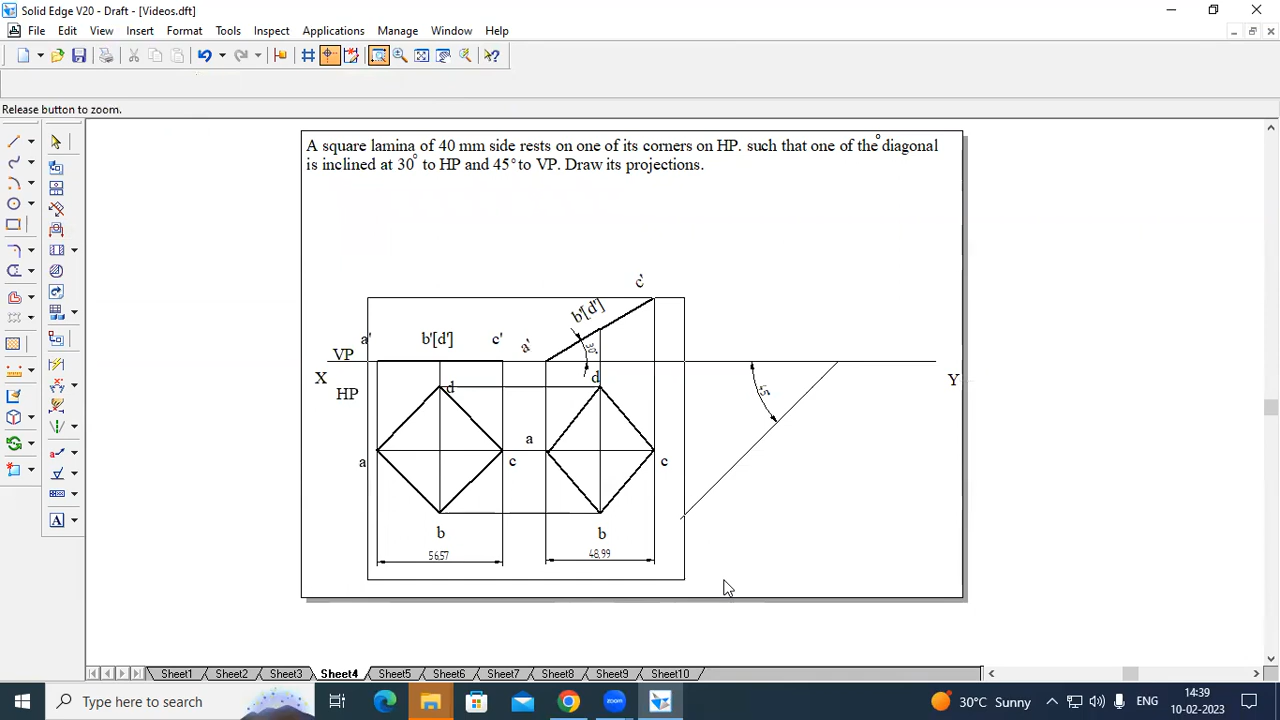 Solid Edge V20 - Draft - [Videos.dft]
File Edit View Insert Format Tools Inspect Applications Manage Window Help
Release button to zoom.
A square lamina of 40 mm side rests on one of its corners on HP. such that one of the° diagonal
is inclined at 30° to HP and 45° to VP. Draw its projections.
c'
b'[d']
a' b'[d'] c' a'
30°
VP
X d Y
HP d 45°
a
a c c
b b
56,57 48,99
Sheet1 Sheet2 Sheet3 Sheet4 Sheet5 Sheet6 Sheet7 Sheet8 Sheet9 Sheet10
Type here to search
zoom
30°C Sunny
ENG
14:39
10-02-2023